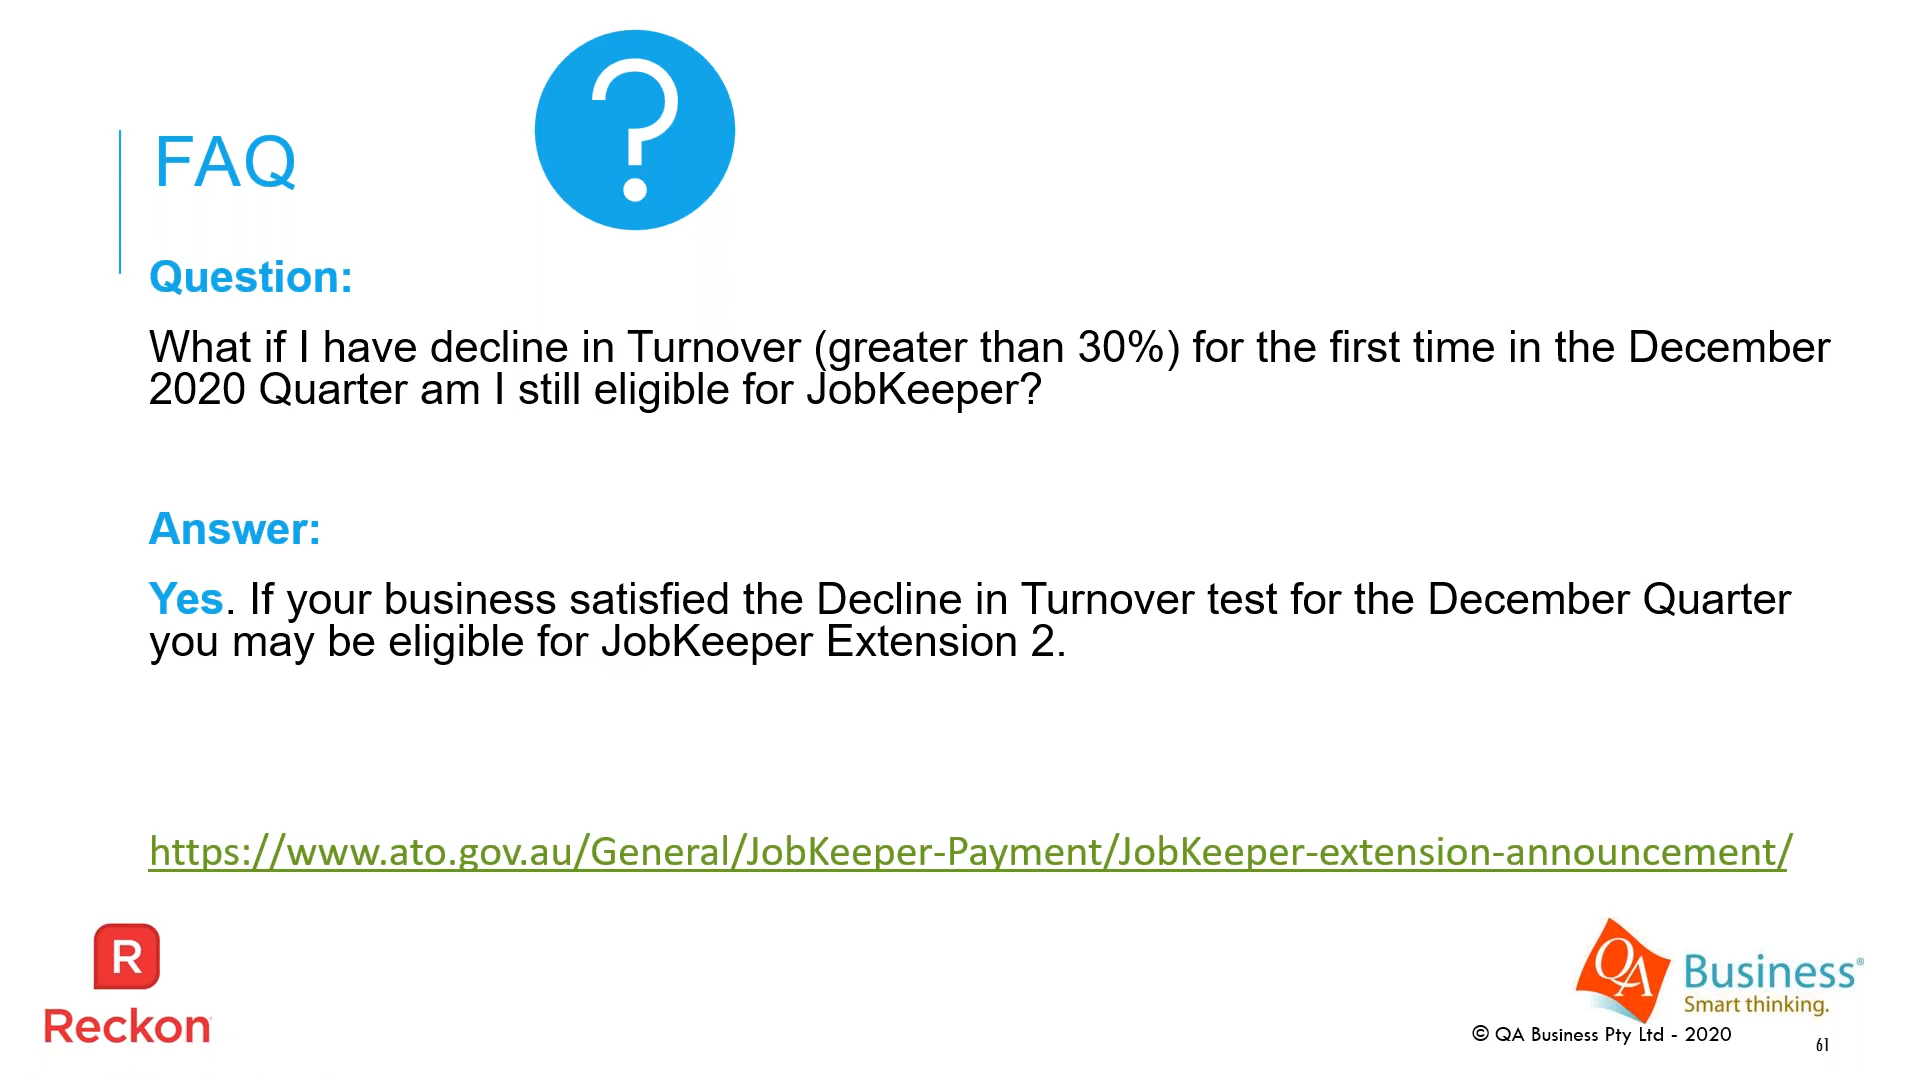 FAQ
Question:
What if I have decline in Turnover (greater than 30%) for the first time in the December
2020 Quarter am I still eligible for JobKeeper?
Answer:
Yes. If your business satisfied the Decline in Turnover test for the December Quarter
you may be eligible for JobKeeper Extension 2.
https://www.ato.gov.au/General/JobKeeper-Payment/JobKeeper-extension-announcement/
R
Reckon
QA
Business®
Smart thinking.
© QA Business Pty Ltd - 2020
61